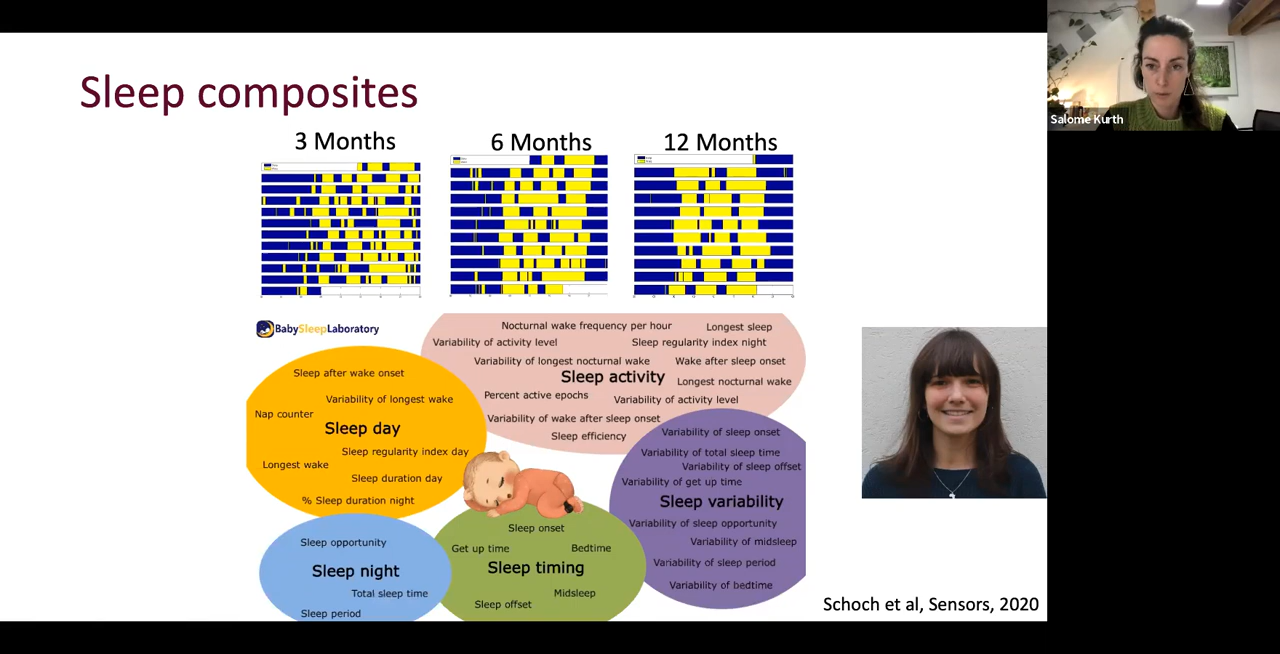 Sleep composites
3 Months
6 Months
12 Months
Salome Kurth
BabySleepLaboratory
Nocturnal wake frequency per hour
Longest sleep
Variability of activity level
Sleep regularity index night
Variability of longest nocturnal wake
Wake after sleep onset
Sleep activity
Longest nocturnal wake
Percent active epochs
Variability of activity level
Variability of wake after sleep onset
Sleep efficiency
Sleep after wake onset
Variability of longest wake
Nap counter
Sleep day
Sleep regularity index day
Longest wake
Sleep duration day
% Sleep duration night
Variability of sleep onset
Variability of total sleep time
Variability of sleep offset
Variability of get up time
Sleep variability
Variability of sleep opportunity
Variability of midsleep
Variability of sleep period
Variability of bedtime
Sleep opportunity
Sleep night
Total sleep time
Sleep period
Sleep onset
Get up time
Bedtime
Sleep timing
Midsleep
Sleep offset
Schoch et al, Sensors, 2020